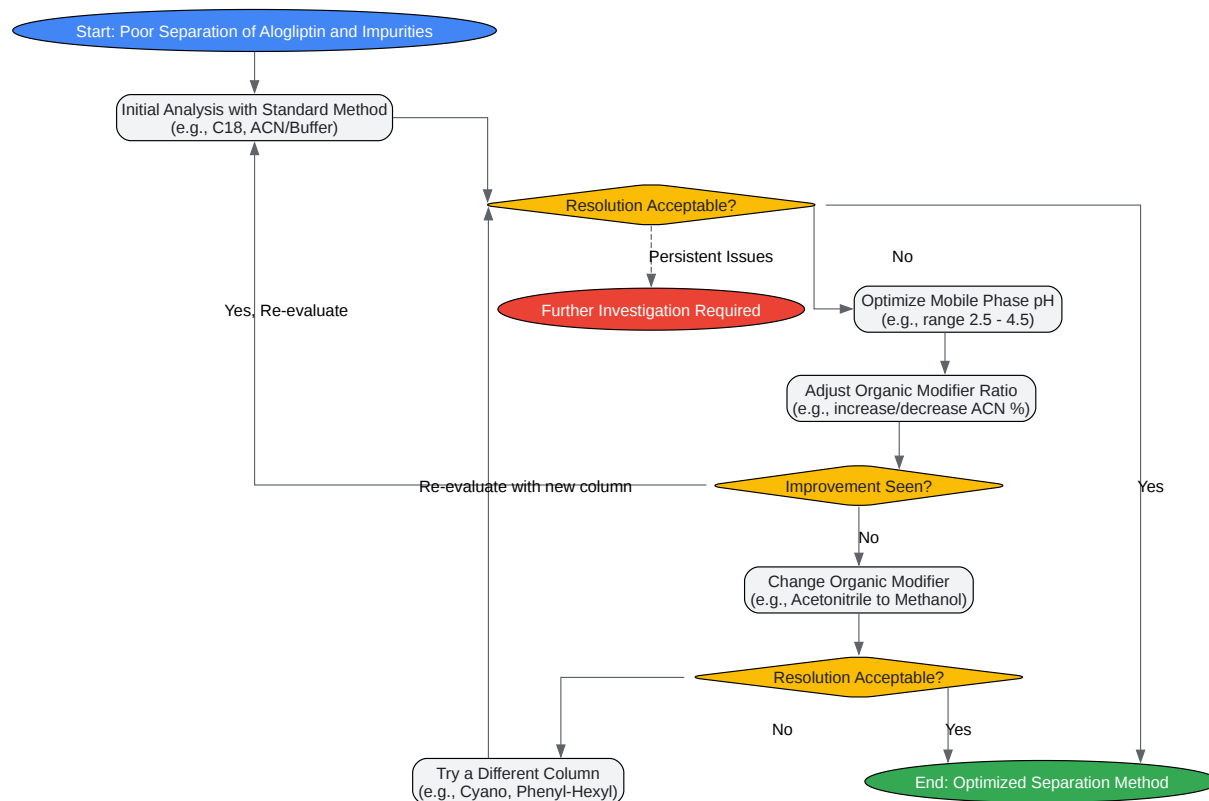 Start: Poor Separation of Alogliptin and Impurities
Initial Analysis with Standard Method
(e.g., C18, ACN/Buffer)
Resolution Acceptable?
Persistent Issues
No
Yes, Re-evaluate
Further Investigation Required
Optimize Mobile Phase pH
(e.g., range 2.5 - 4.5)
Adjust Organic Modifier Ratio
(e.g., increase/decrease ACN %)
Re-evaluate with new column
Improvement Seen?
Yes
No
Change Organic Modifier
(e.g., Acetonitrile to Methanol)
Resolution Acceptable?
No
Yes
Try a Different Column
(e.g., Cyano, Phenyl-Hexyl)
End: Optimized Separation Method